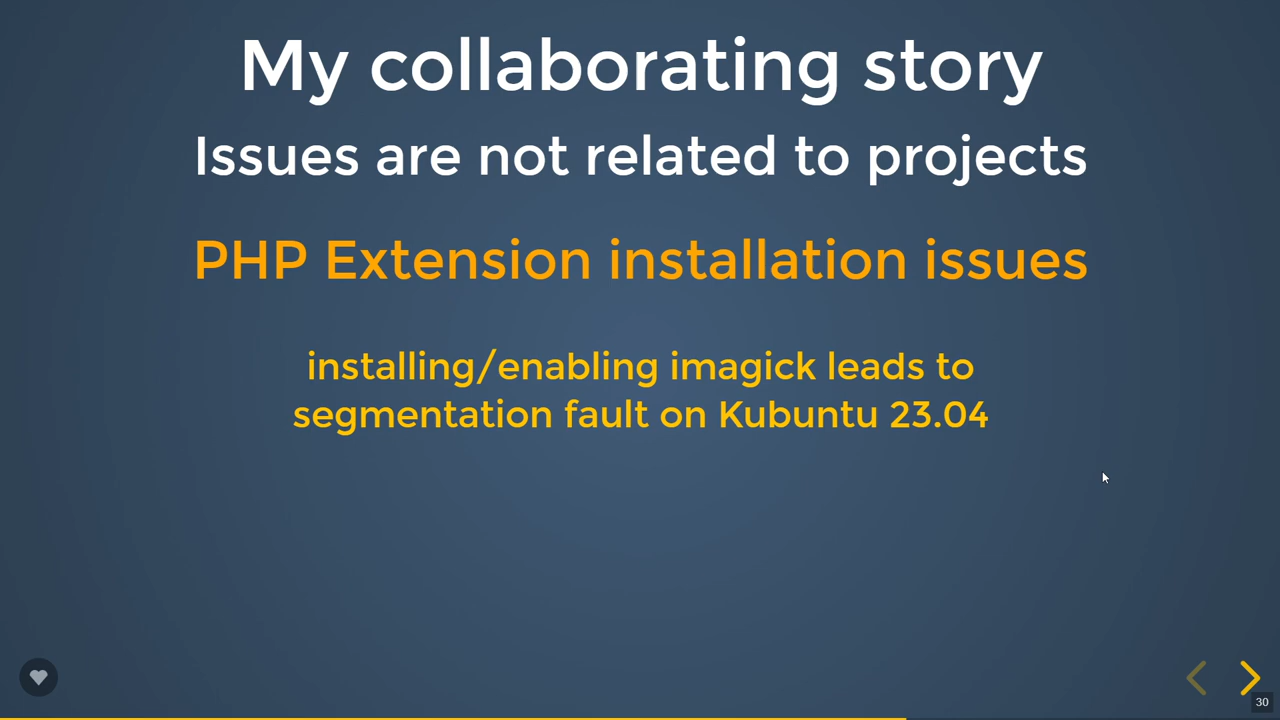 My collaborating story
Issues are not related to projects
PHP Extension installation issues
installing/enabling imagick leads to
segmentation fault on Kubuntu 23.04
30